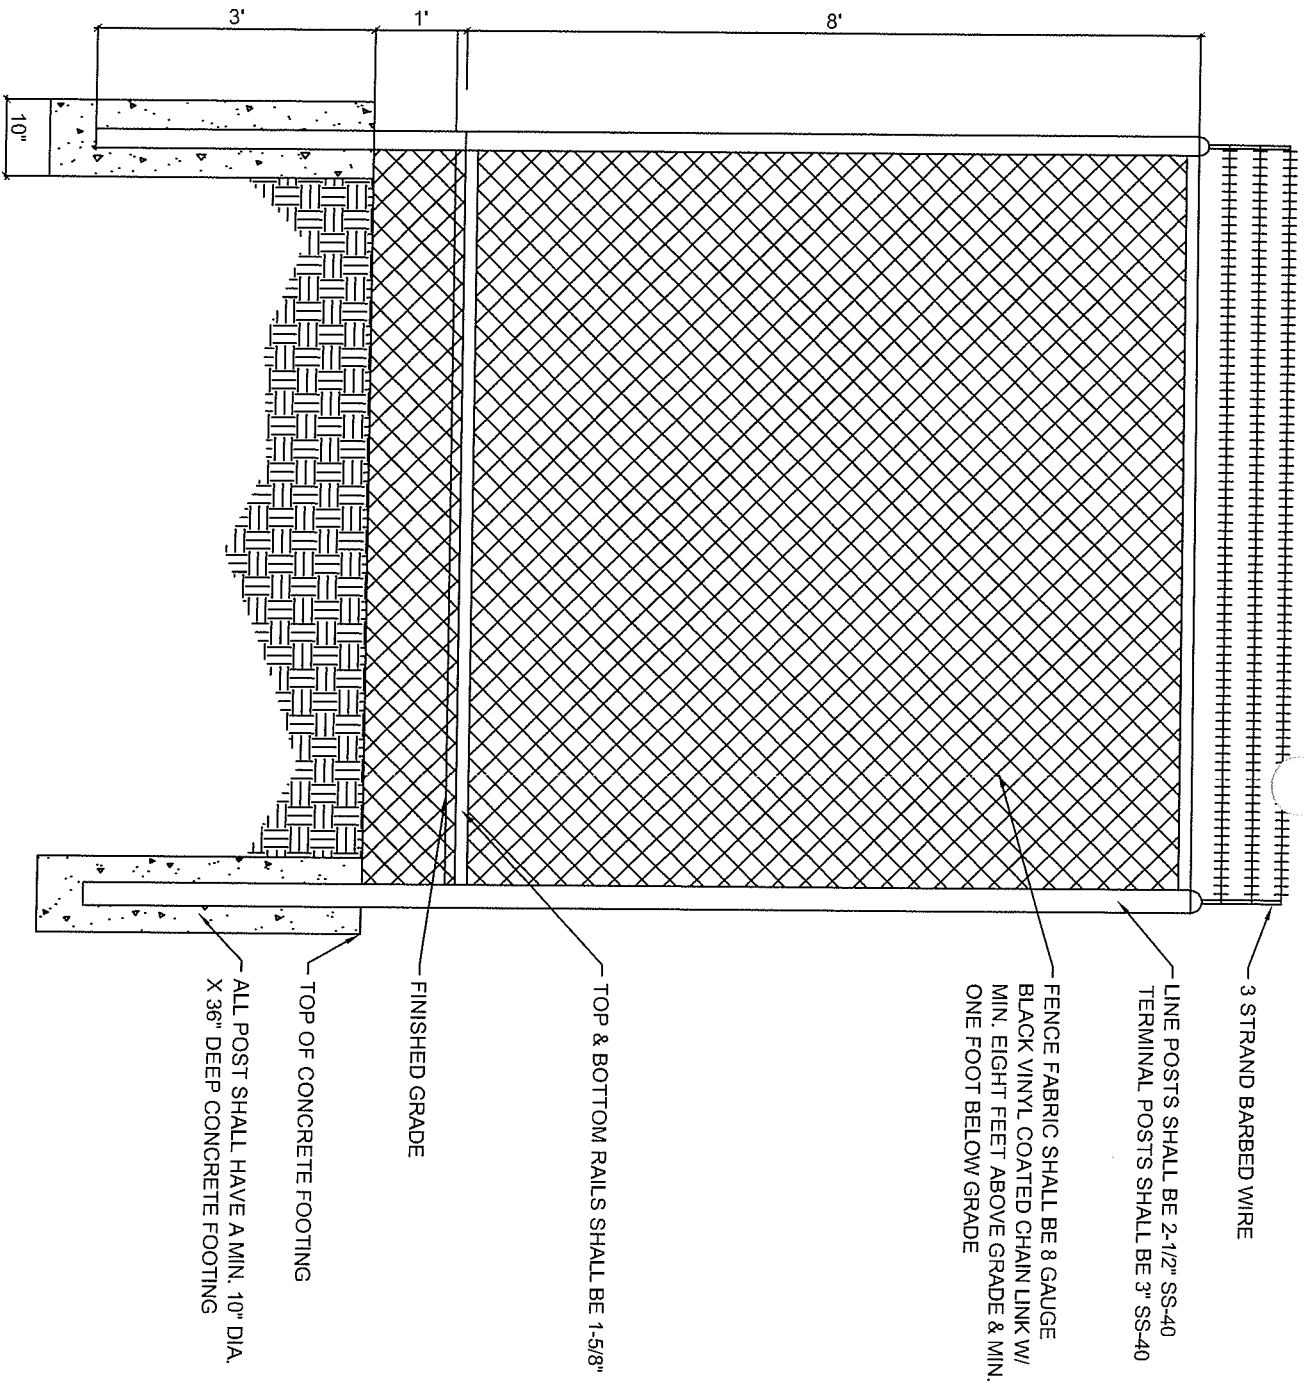 3 STRAND BARBED WIRE
LINE POSTS SHALL BE 2-1/2" SS-40
TERMINAL POSTS SHALL BE 3" SS-40
FENCE FABRIC SHALL BE 8 GAUGE
BLACK VINYL COATED CHAIN LINK W/
MIN. EIGHT FEET ABOVE GRADE & MIN.
ONE FOOT BELOW GRADE
TOP & BOTTOM RAILS SHALL BE 1-5/8"
FINISHED GRADE
TOP OF CONCRETE FOOTING
ALL POST SHALL HAVE A MIN. 10" DIA.
X 36" DEEP CONCRETE FOOTING
8'
1'
3'
10"